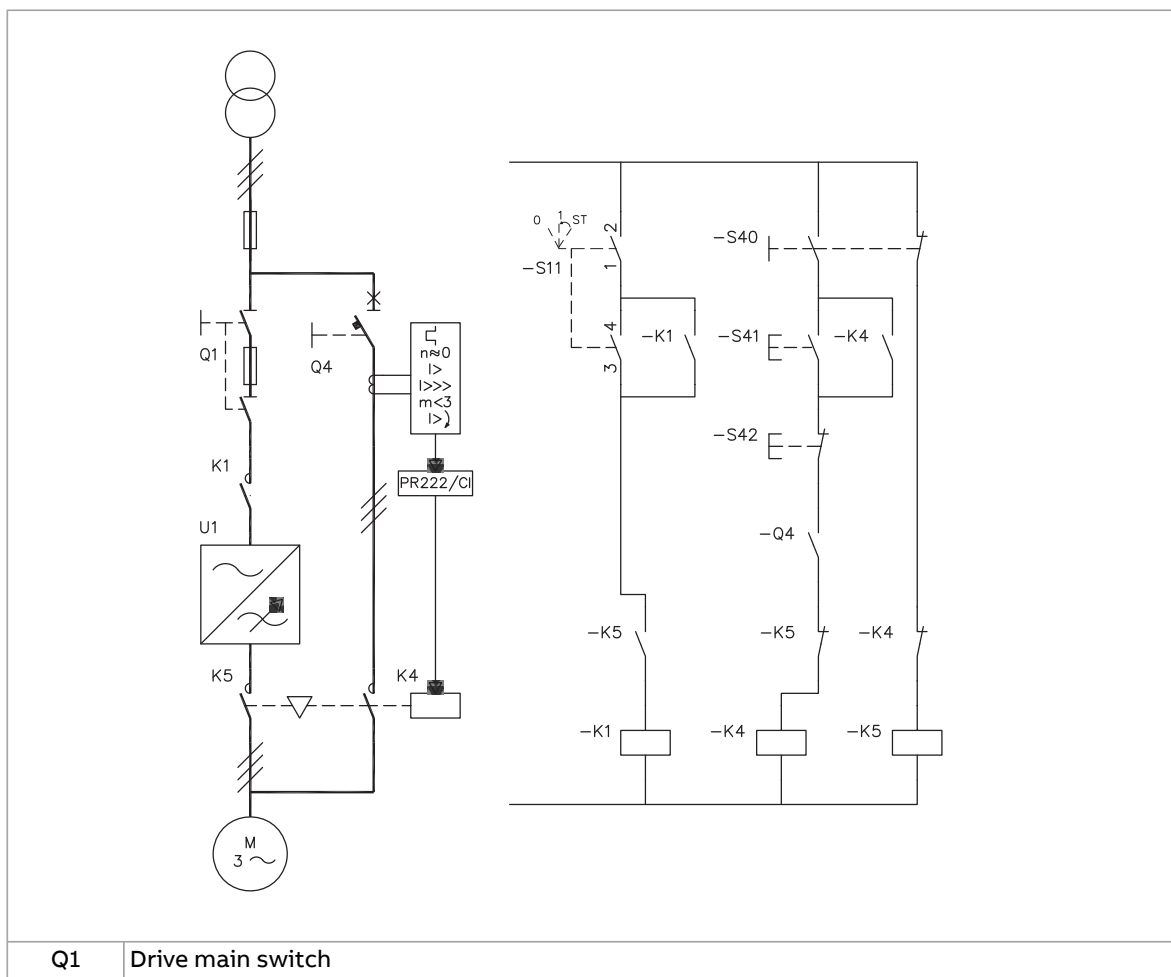 0 1 ST
2
-S11
1
4
3
-K1
-S40
-S41
-K4
-S42
-Q4
-K5
-K5
-K4
-K1
-K4
-K5
Q1
Q4
n≈0
I>
I>>>
m<3
I>
PR222/CI
K1
U1
K5
K4
M
3
Q1 Drive main switch